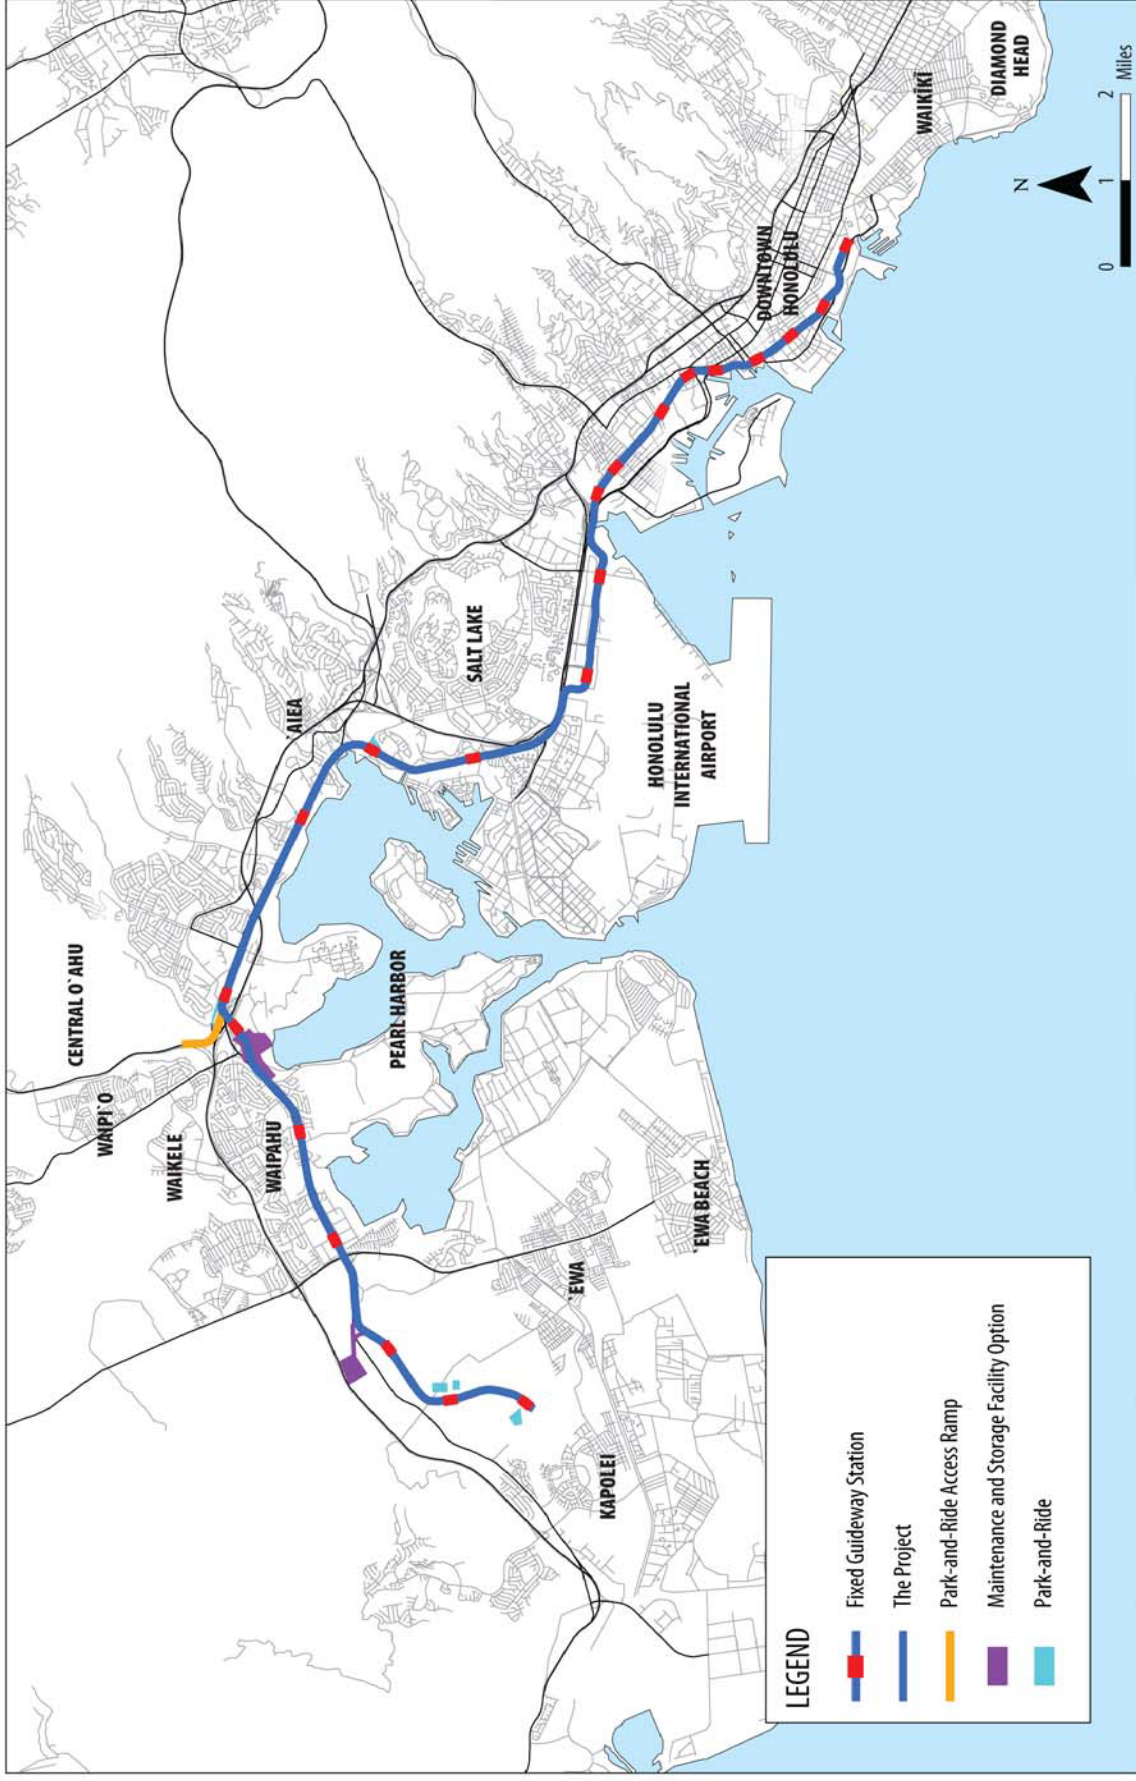 CENTRAL O`AHU
WAIPI`O
WAIKELE
WAIPAHU
`AIEA
PEARL HARBOR
SALT LAKE
`EWA
`EWA BEACH
KAPOLEI
HONOLULU
INTERNATIONAL
AIRPORT
DOWNTOWN
HONOLULU
WAIKĪKĪ
DIAMOND
HEAD
N
0 1 2
Miles
LEGEND
Fixed Guideway Station
The Project
Park-and-Ride Access Ramp
Maintenance and Storage Facility Option
Park-and-Ride